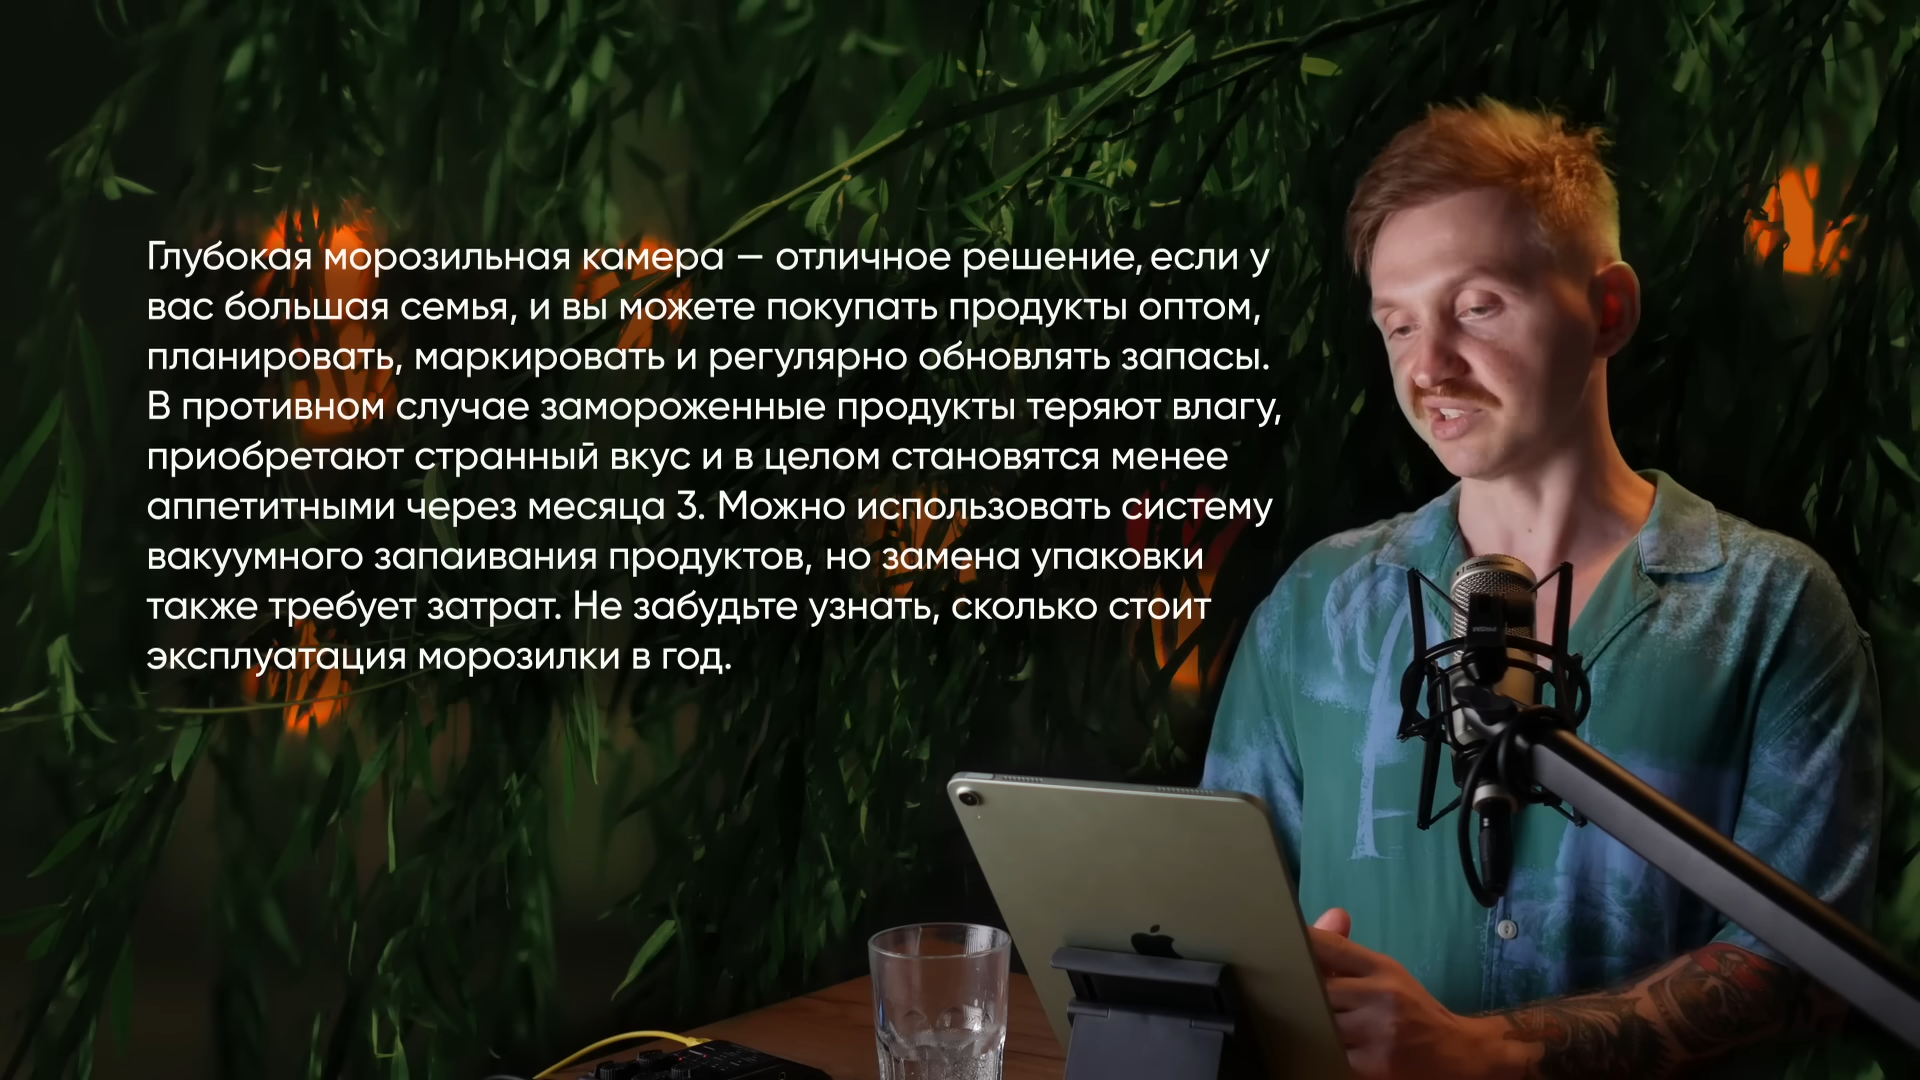 Глубокая морозильная камера — отличное решение, если у
вас большая семья, и вы можете покупать продукты оптом,
планировать, маркировать и регулярно обновлять запасы.
В противном случае замороженные продукты теряют влагу,
приобретают странный вкус и в целом становятся менее
аппетитными через месяца 3. Можно использовать систему
вакуумного запаивания продуктов, но замена упаковки
также требует затрат. Не забудьте узнать, сколько стоит
эксплуатация морозилки в год.